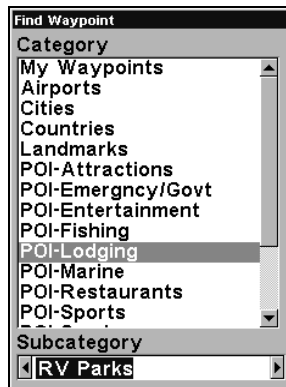 Find Waypoint
Category
My Waypoints
Airports
Cities
Countries
Landmarks
POI-Attractions
POI-Emergncy/Govt
POI-Entertainment
POI-Fishing
POI-Lodging
POI-Marine
POI-Restaurants
POI-Sports
Subcategory
RV Parks